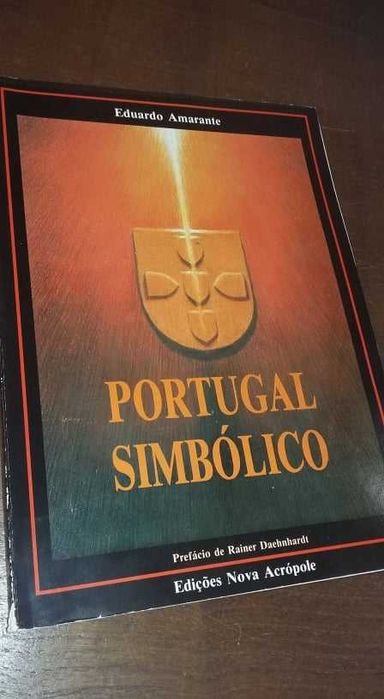 Eduardo Amarante
PORTUGAL
SIMBÓLICO
Prefácio de Rainer Daehnhardt
Edições Nova Acrópole